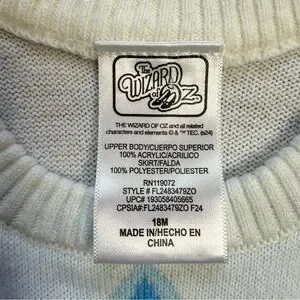 The
WIZARD
of OZ
THE WIZARD OF OZ and all related
characters and elements © & ™ TEC. (s24)
UPPER BODY/CUERPO SUPERIOR
100% ACRYLIC/ACRILICO
SKIRT/FALDA
100% POLYESTER/POLIESTER
RN119072
STYLE # FL2483479ZO
UPC# 193058405665
CPSIA#:FL2483479ZO F24
18M
MADE IN/HECHO EN
CHINA